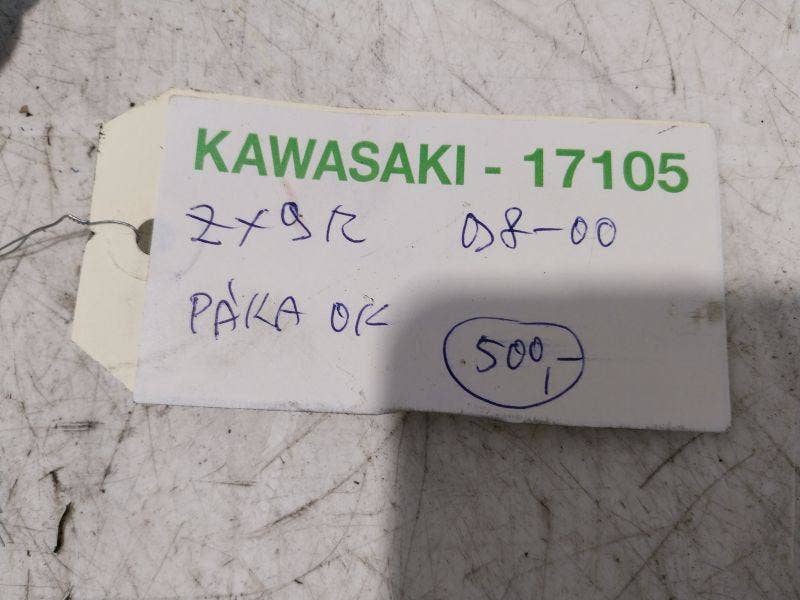 KAWASAKI - 17105
ZX9R 98-00
PÁKA OK
500,-